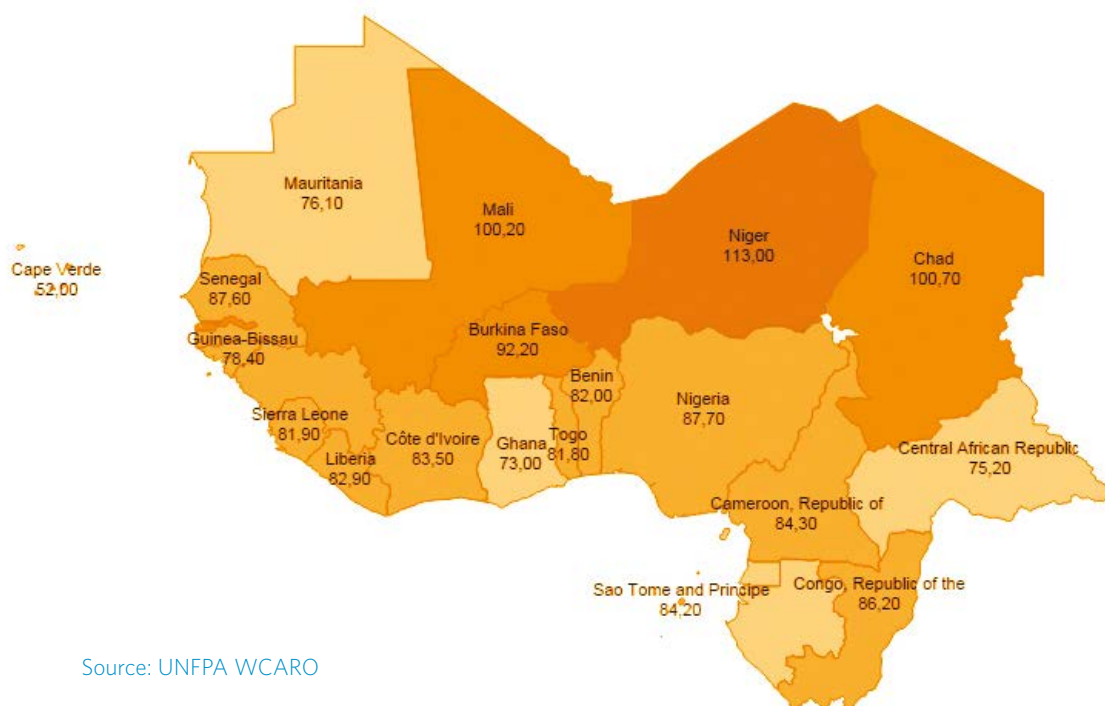 Mauritania
76,10
Mali
100,20
Niger
113,00
Chad
100,70
Cape Verde
52,00
Senegal
87,60
Guinea-Bissau
78,40
Burkina Faso
92,20
Benin
82,00
Nigeria
87,70
Sierra Leone
81,90
Liberia
82,90
Côte d'Ivoire
83,50
Ghana
73,00
Togo
81,80
Central African Republic
75,20
Cameroon, Republic of
84,30
Sao Tome and Principe
84,20
Congo, Republic of the
86,20
Source: UNFPA WCARO